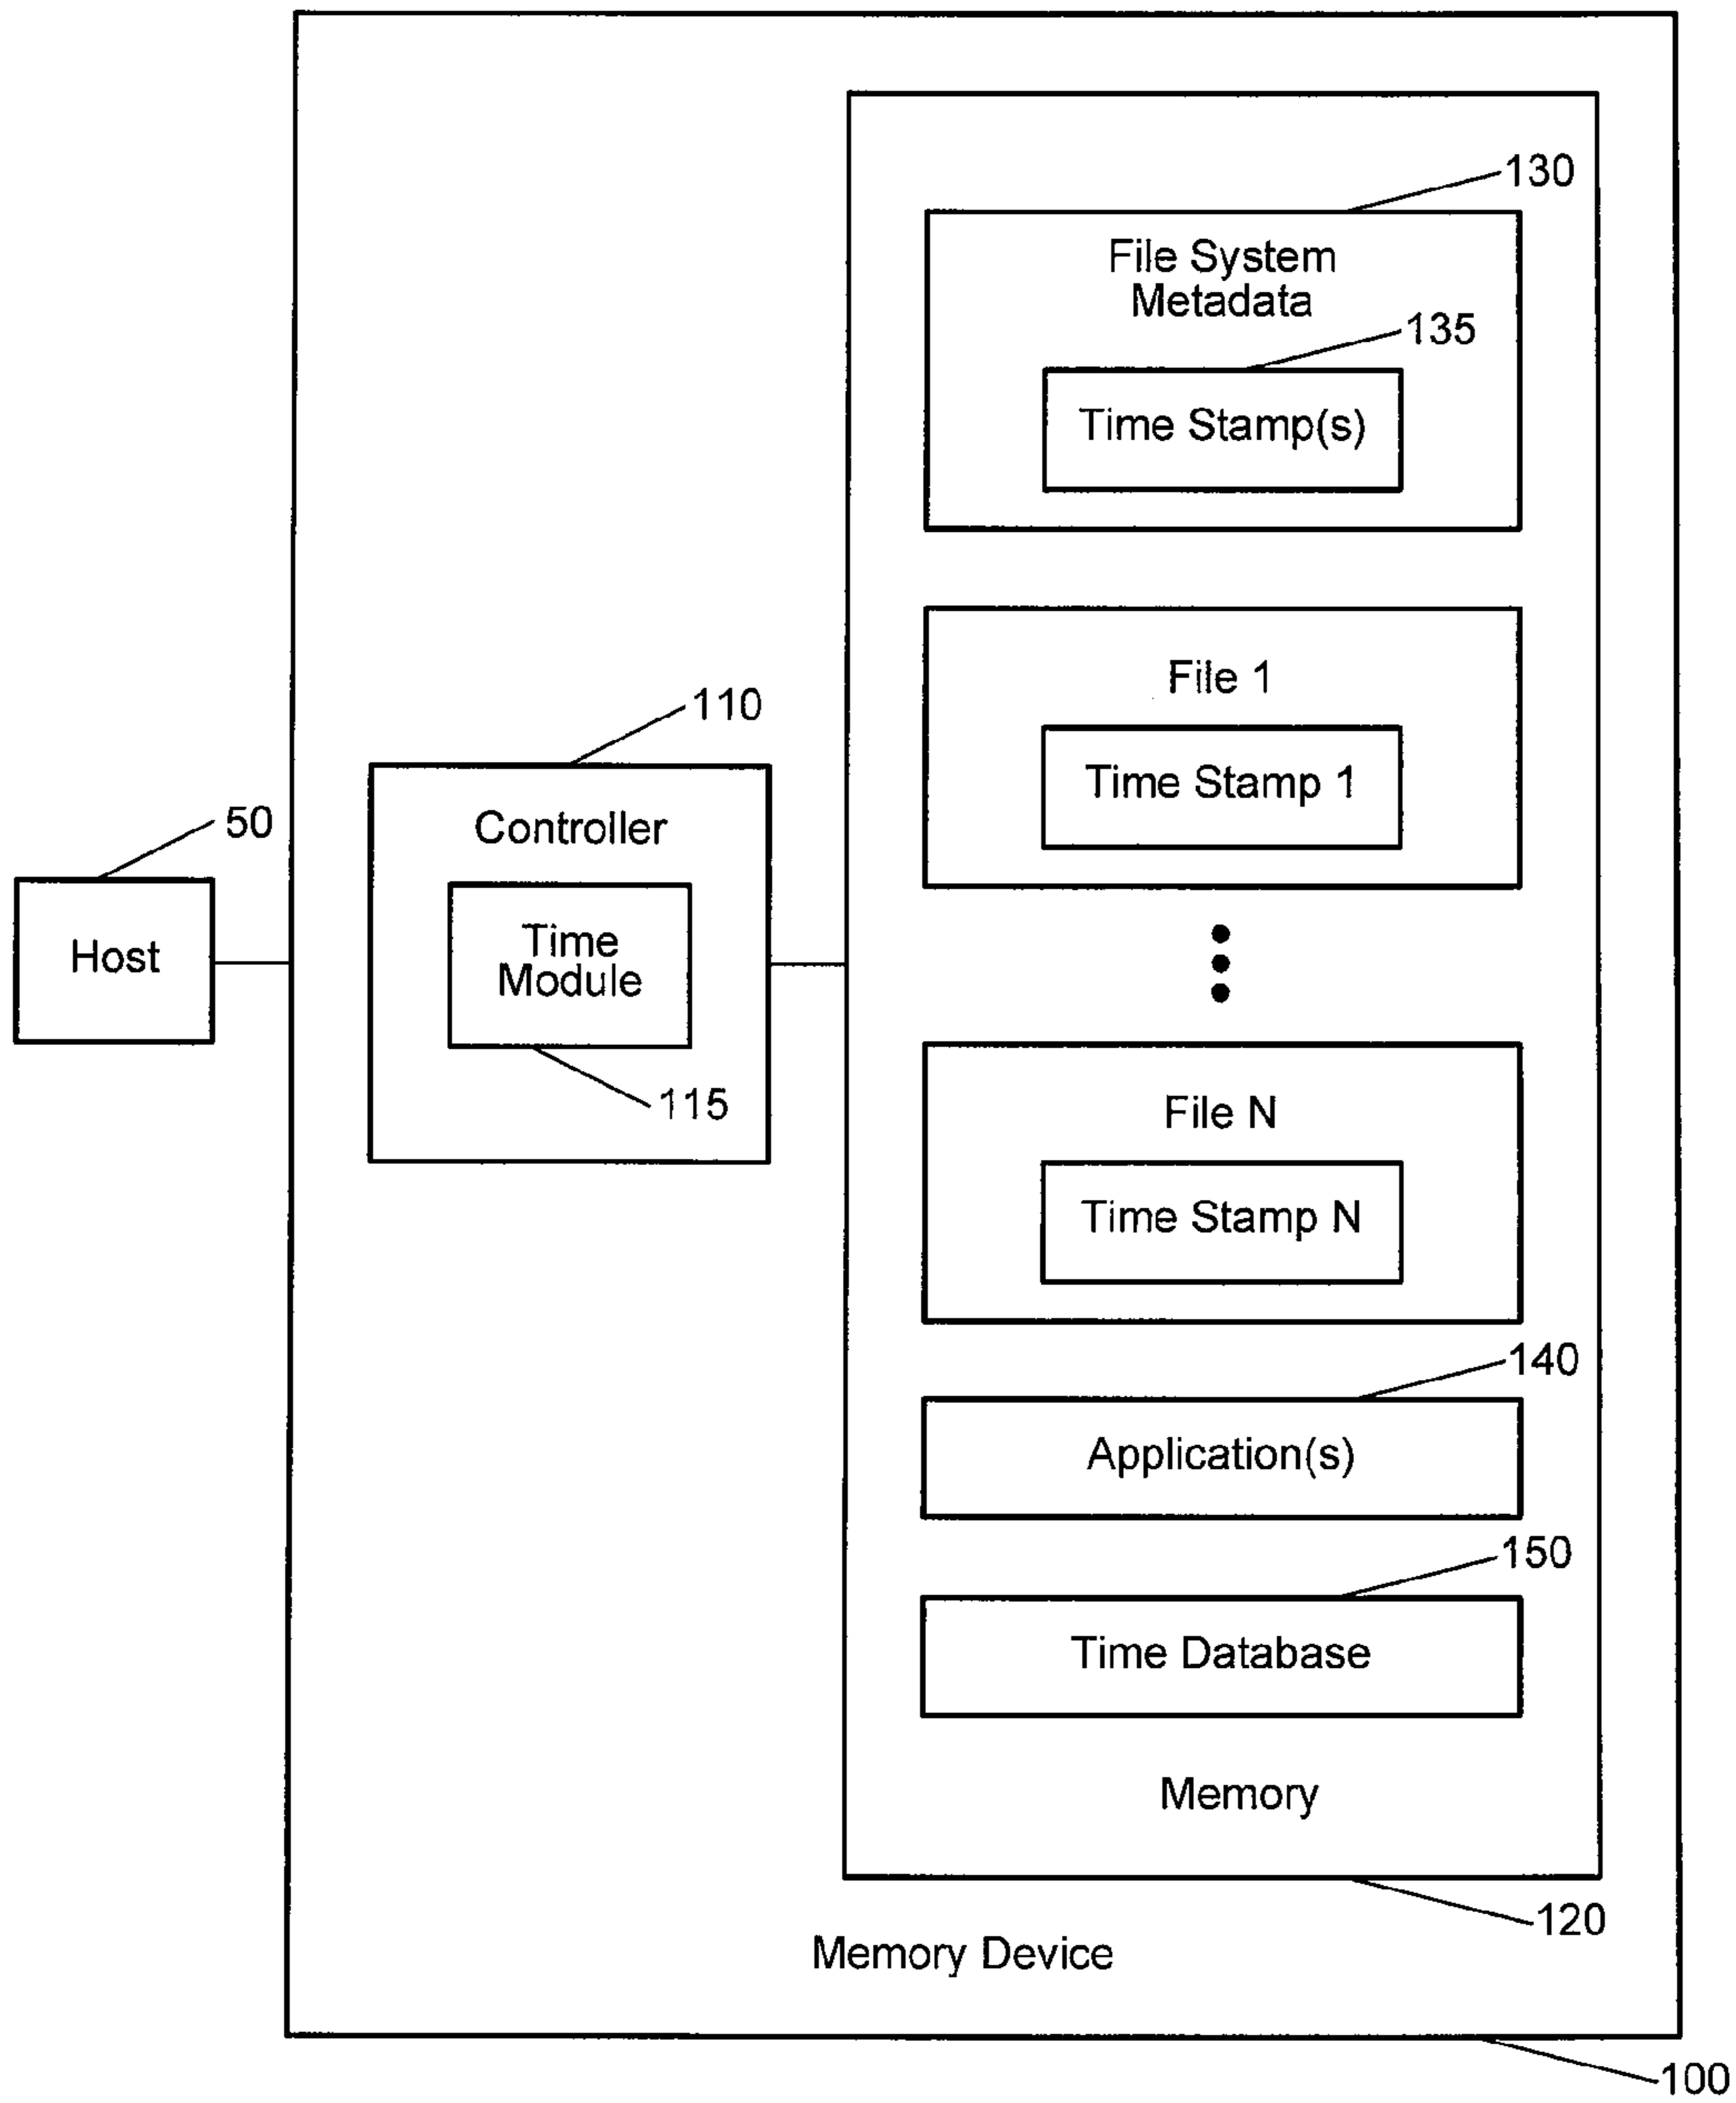 130
File System
Metadata
135
Time Stamp(s)
File 1
Time Stamp 1
110
Controller
Time
Module
115
50
Host
File N
Time Stamp N
140
Application(s)
150
Time Database
Memory
120
Memory Device
100